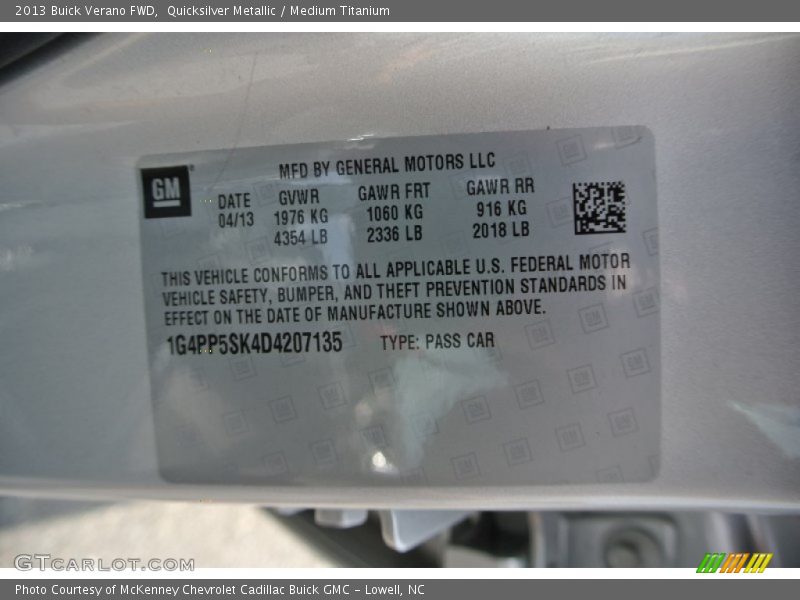 2013 Buick Verano FWD,  Quicksilver Metallic / Medium Titanium
MFD BY GENERAL MOTORS LLC
GM
DATE GVWR GAWR FRT GAWR RR
04/13 1976 KG 1060 KG 916 KG
4354 LB 2336 LB 2018 LB
THIS VEHICLE CONFORMS TO ALL APPLICABLE U.S. FEDERAL MOTOR
VEHICLE SAFETY, BUMPER, AND THEFT PREVENTION STANDARDS IN
EFFECT ON THE DATE OF MANUFACTURE SHOWN ABOVE.
1G4PP5SK4D4207135 TYPE: PASS CAR
GTCARLOT.COM
Photo Courtesy of McKenney Chevrolet Cadillac Buick GMC - Lowell, NC